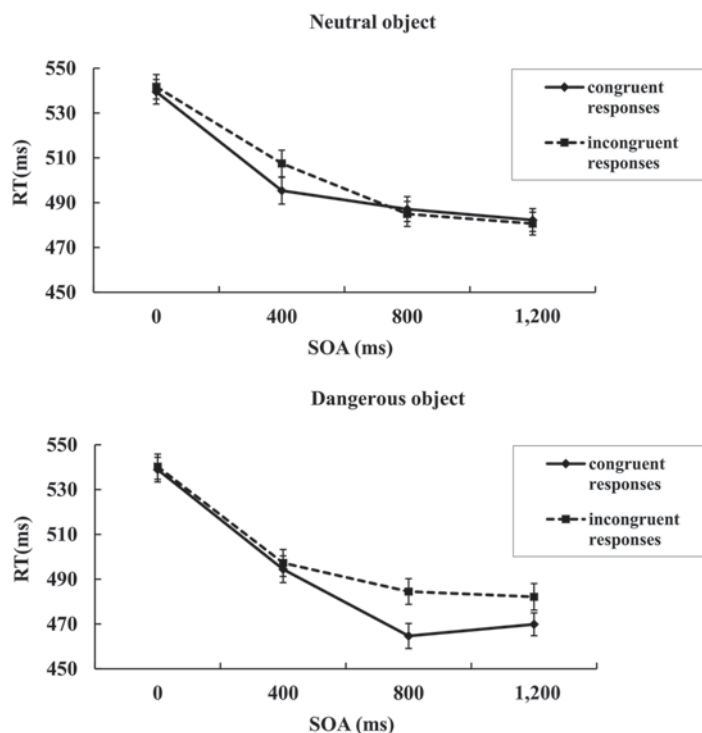 Neutral object
550
530
510
490
470
450
RT(ms)
0 400 800 1,200
SOA (ms)
congruent
responses
incongruent
responses
Dangerous object
550
530
510
490
470
450
RT(ms)
0 400 800 1,200
SOA (ms)
congruent
responses
incongruent
responses